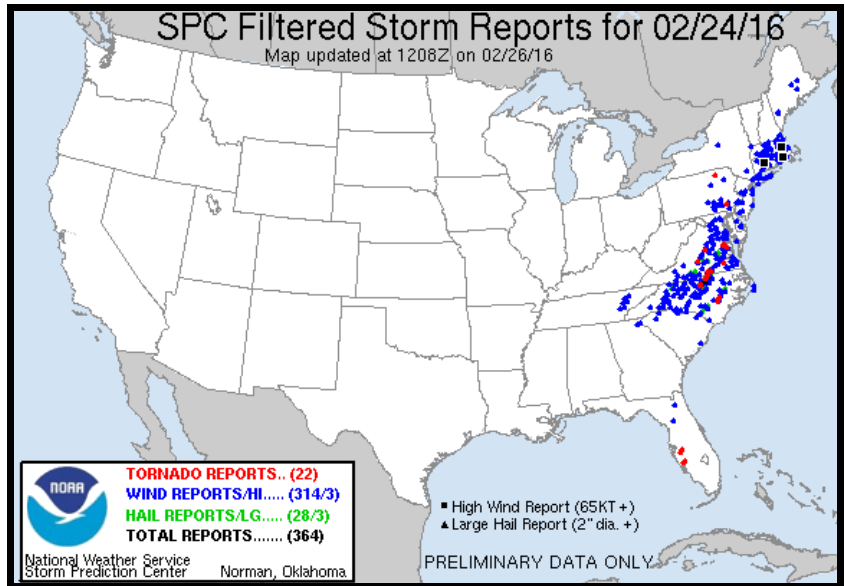 SPC Filtered Storm Reports for 02/24/16
Map updated at 1208Z on 02/26/16
NOAA
TORNADO REPORTS.. (22)
WIND REPORTS/HI..... (314/3)
HAIL REPORTS/LG..... (28/3)
TOTAL REPORTS....... (364)
National Weather Service
Storm Prediction Center Norman, Oklahoma
High Wind Report (65KT +)
Large Hail Report (2" dia. +)
PRELIMINARY DATA ONLY